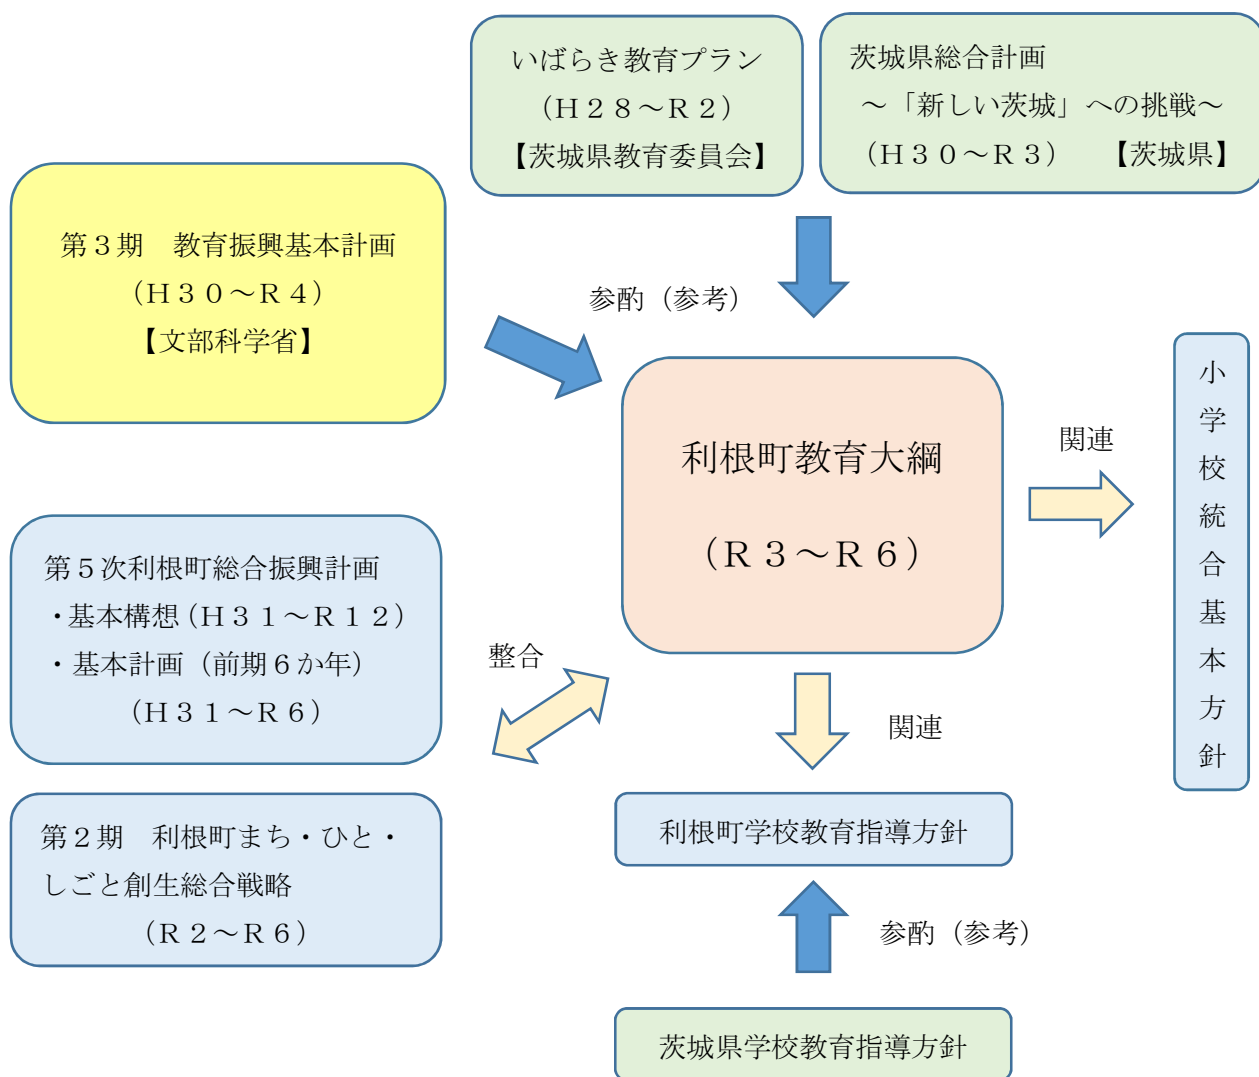 いばらき教育プラン
（Ｈ２８～Ｒ２）
【茨城県教育委員会】
茨城県総合計画
～「新しい茨城」への挑戦～
（Ｈ３０～Ｒ３）　【茨城県】
第３期　教育振興基本計画
（Ｈ３０～Ｒ４）
【文部科学省】
参酌（参考）
利根町教育大綱
（Ｒ３～Ｒ６）
関連
小学校統合基本方針
第５次利根町総合振興計画
・基本構想（Ｈ３１～Ｒ１２）
・基本計画（前期６か年）
（Ｈ３１～Ｒ６）
整合
関連
第２期　利根町まち・ひと・
しごと創生総合戦略
（Ｒ２～Ｒ６）
利根町学校教育指導方針
参酌（参考）
茨城県学校教育指導方針